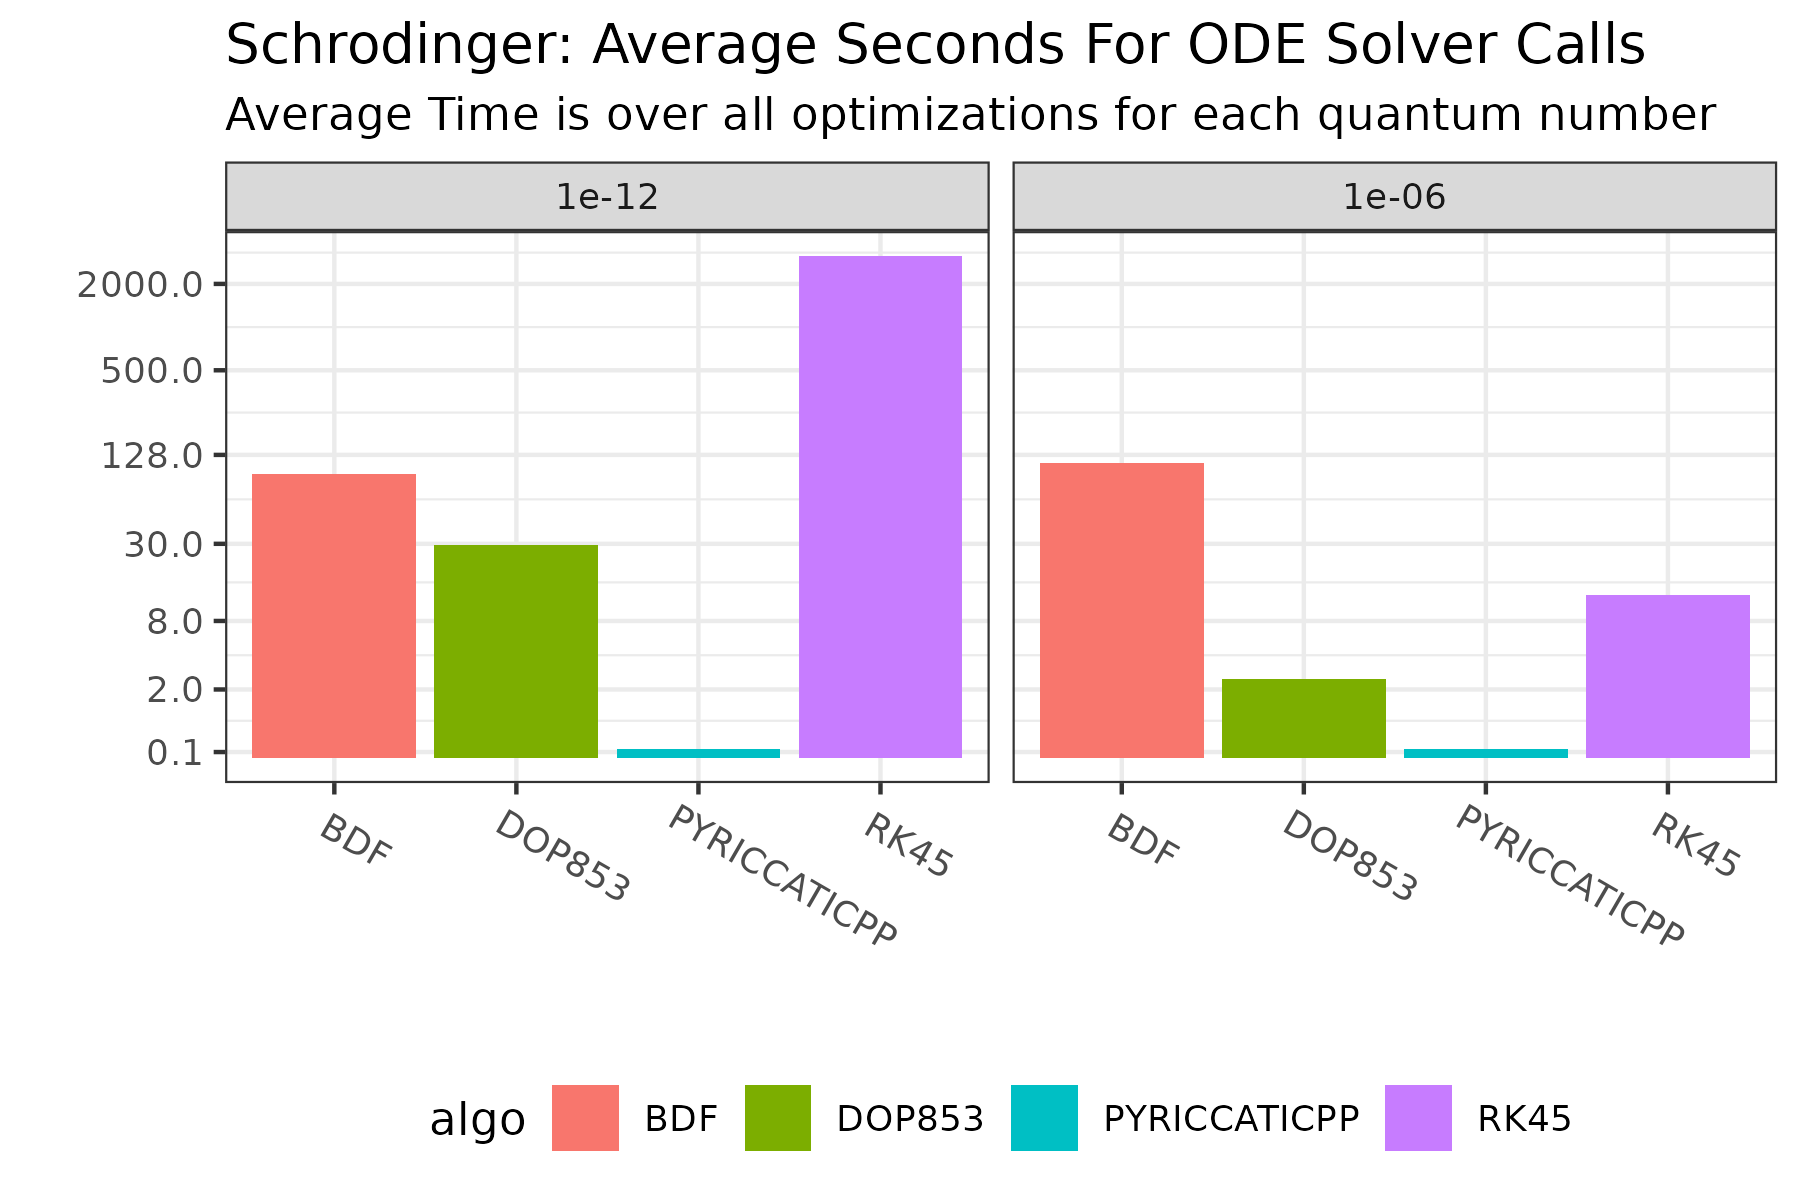 Schrodinger: Average Seconds For ODE Solver Calls
Average Time is over all optimizations for each quantum number
1e-12 1e-06
2000.0
500.0
128.0
30.0
8.0
2.0
0.1
BDF DOP853 PYRICCATICPP RK45 BDF DOP853 PYRICCATICPP RK45
algo BDF DOP853 PYRICCATICPP RK45